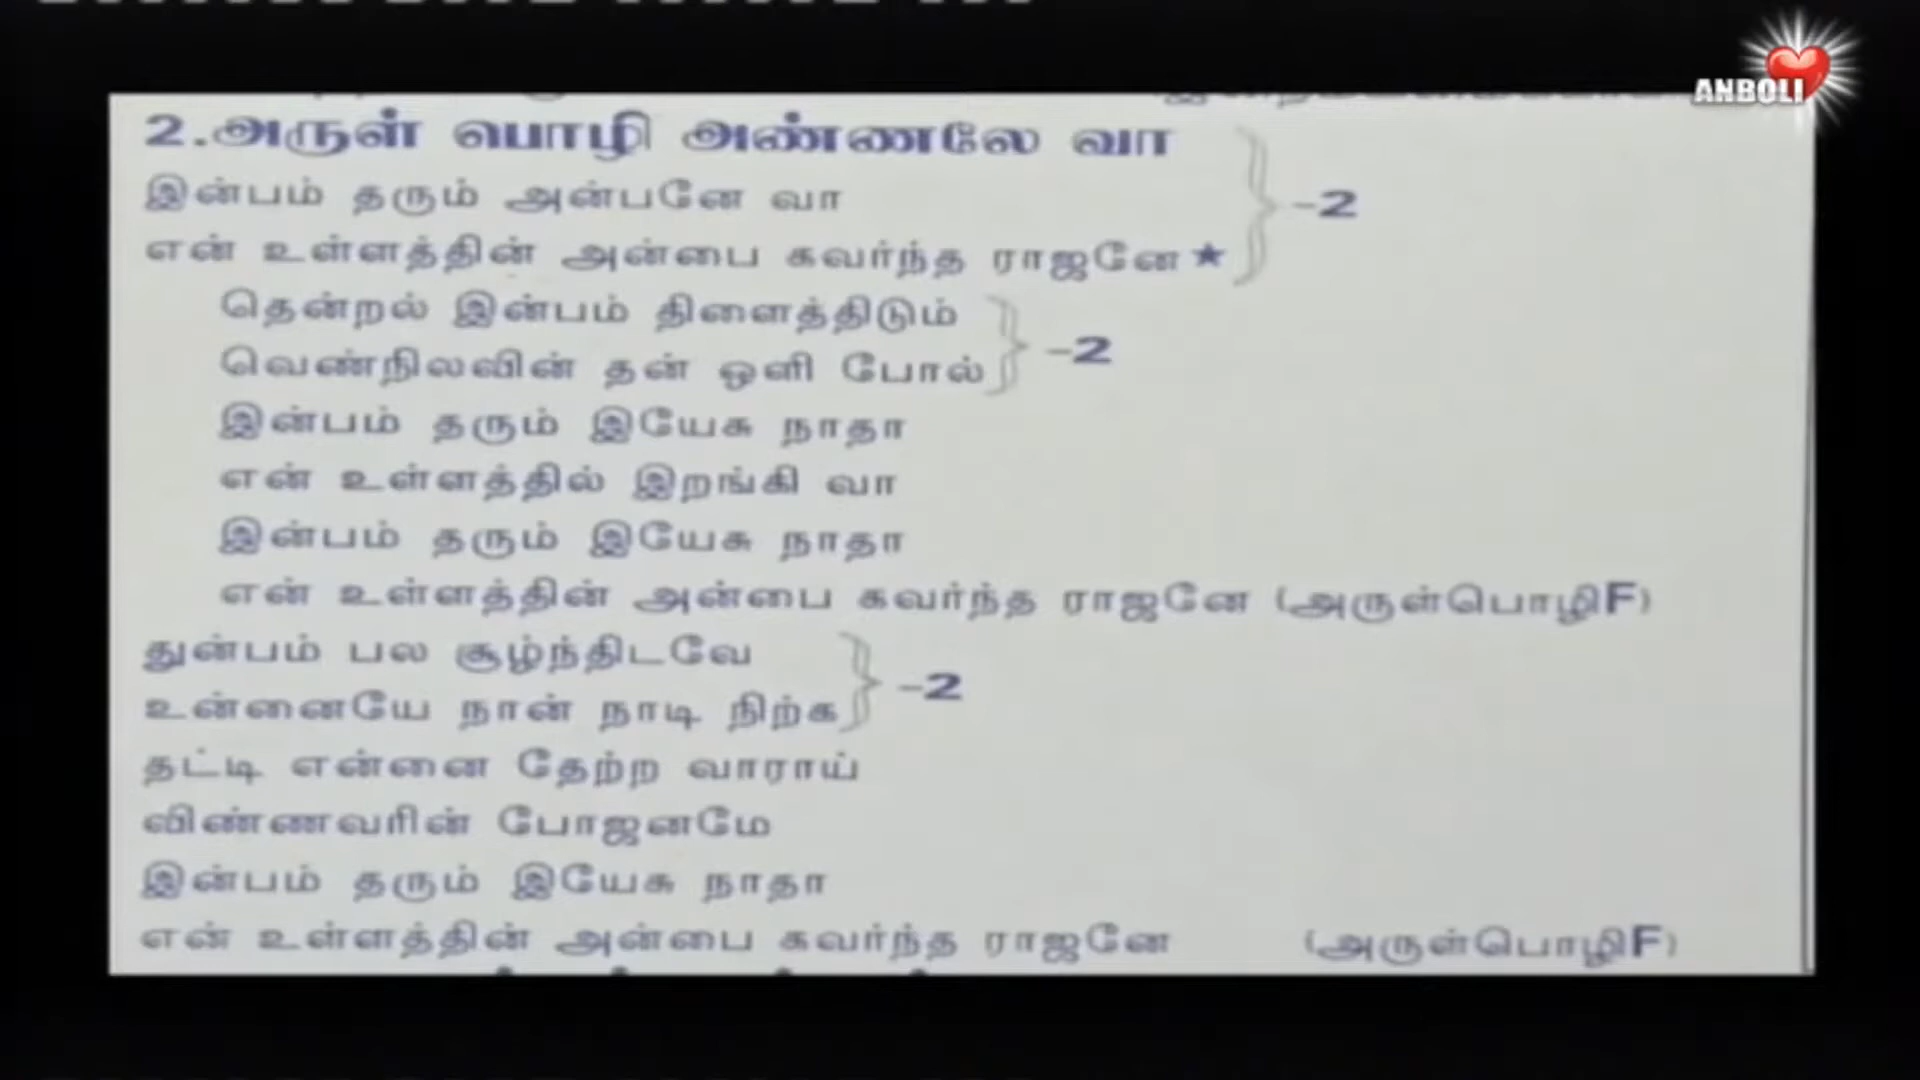 ANBOLI
2.அருள் பொழி அண்ணலே வா
இன்பம் தரும் அன்பனே வா
-2
என் உள்ளத்தின் அன்பை கவர்ந்த ராஜனே★
தென்றல் இன்பம் திளைத்திடும்
வெண்நிலவின் தன் ஒளி போல்
-2
இன்பம் தரும் இயேசு நாதா
என் உள்ளத்தில் இறங்கி வா
இன்பம் தரும் இயேசு நாதா
என் உள்ளத்தின் அன்பை கவர்ந்த ராஜனே (அருள்பொழிF)
துன்பம் பல சூழ்ந்திடவே
உன்னையே நான் நாடி நிற்க
-2
தட்டி என்னை தேற்ற வாராய்
விண்ணவரின் போஜனமே
இன்பம் தரும் இயேசு நாதா
என் உள்ளத்தின் அன்பை கவர்ந்த ராஜனே (அருள்பொழிF)